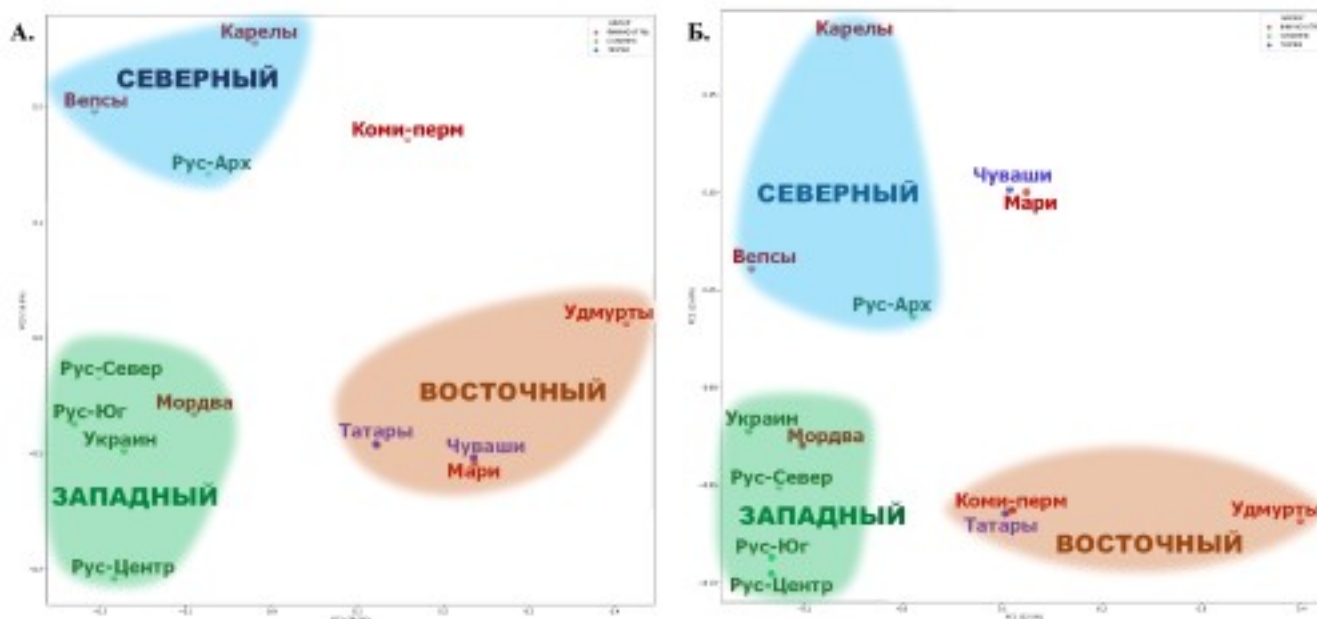 А.
Карелы
СЕВЕРНЫЙ
Вепсы
Коми-перм
Рус-Арх
Удмурты
Рус-Север
Мордва
ВОСТОЧНЫЙ
Рус-Юг
Татары
Украин
Чуваши
Мари
ЗАПАДНЫЙ
Рус-Центр
Б.
Карелы
Чуваши
СЕВЕРНЫЙ
Мари
Вепсы
Рус-Арх
Украин
Мордва
Рус-Север
Коми-перм
Удмурты
ЗАПАДНЫЙ
Татары
ВОСТОЧНЫЙ
Рус-Юг
Рус-Центр